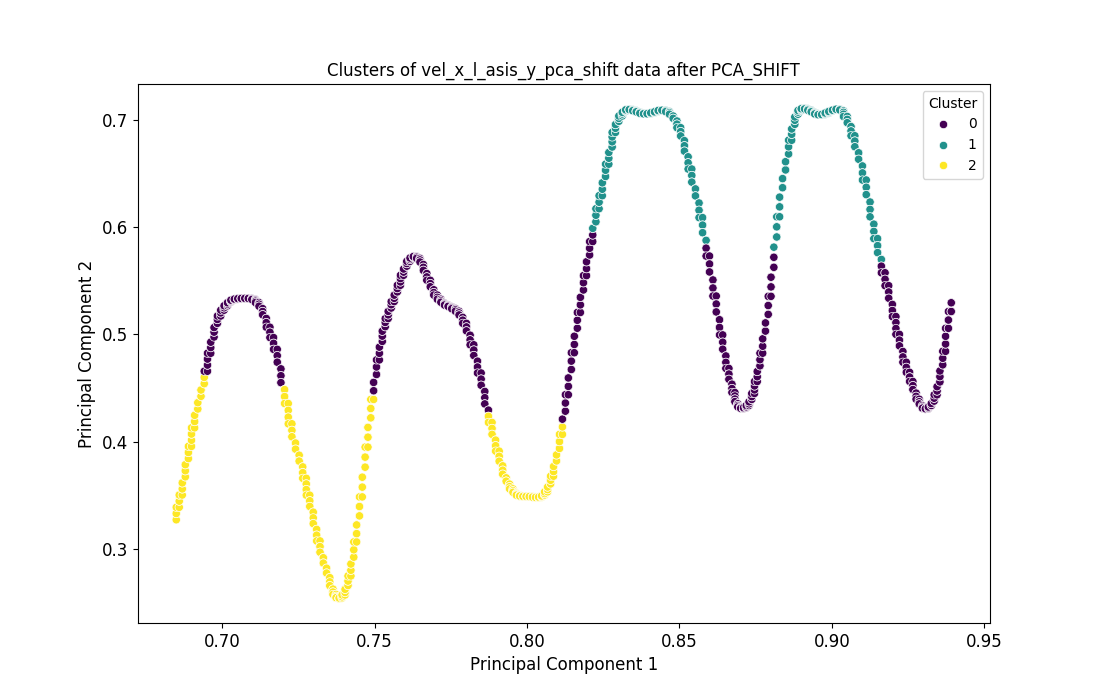 Clusters of vel_x_l_asis_y_pca_shift data after PCA_SHIFT
Cluster
0
1
2
Principal Component 2
0.7
0.6
0.5
0.4
0.3
0.70 0.75 0.80 0.85 0.90 0.95
Principal Component 1